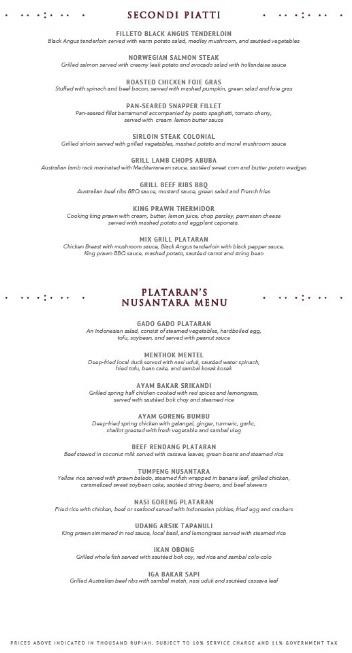 SECONDI PIATTI
FILLETO BLACK ANGUS TENDERLOIN
Black Angus tenderloin served with warm potato salad, medley mushroom, and sautéed vegetables
NORWEGIAN SALMON STEAK
Grilled salmon served with creamy leak potato and avocado salad with hollandaise sauce
ROASTED CHICKEN FOIE GRAS
Stuffed with spinach and beef bacon, served with mashed pumpkin, green salad and foie gras
PAN-SEARED SNAPPER FILLET
Pan-seared fillet barramundi accompanied by pasta spaghetti, tomato cherry,
served with cream lemon butter sauce
SIRLOIN STEAK COLONIAL
Grilled sirloin served with grilled vegetables, mashed potato and morel mushroom sauce
GRILL LAMB CHOPS ABUBA
Australian lamb rack marinated with Mediterranean sauce, sautéed sweet corn and butter potato wedges
GRILL BEEF RIBS BBQ
Australian beef ribs BBQ sauce, mustard sauce, green salad and French fries
KING PRAWN THERMIDOR
Cooking king prawn with cream, butter, lemon juice, chop parsley, parmesan cheese
served with mashed potato and eggplant caponata.
MIX GRILL PLATARAN
Chicken Breast with mushroom sauce, Black Angus tenderloin with black pepper sauce,
King prawn BBQ sauce, mashed potato, sautéed carrot and string bean
PLATARAN'S
NUSANTARA MENU
GADO GADO PLATARAN
An Indonesian salad, consist of steamed vegetables, hardboiled egg,
tofu, soybean, and served with peanut sauce
MENTHOK MENTEL
Deep-fried local duck served with nasi uduk, sautéed water spinach,
fried tofu, bean cake, and sambal kosek
AYAM BAKAR SRIKANDI
Grilled spring half chicken cooked with red spices and lemongrass,
served with sautéed bok choy and steamed rice
AYAM GORENG BUMBU
Deep-fried spring chicken with galangal, ginger, turmeric, garlic,
shallot greated with fresh vegetable and sambal ulag
BEEF RENDANG PLATARAN
Beef stewed in coconut milk served with cassava leaves, green beans and steamed rice
TUMPENG NUSANTARA
Yellow rice served with prawn balado, steamed fish wrapped in banana leaf, grilled chicken,
caramelized sweet soybean cake, sautéed string beans, and beef skewers
NASI GORENG PLATARAN
Fried rice with chicken, beef or seafood served with Indonesian pickles, fried egg and crackers
UDANG ARSIK TAPANULI
King prawn simmered in red sauce, local basil, and lemongrass served with steamed rice
IKAN OBONG
Grilled whole fish served with sautéed bok coy, red rice and sambal colo-colo
IGA BAKAR SAPI
Grilled Australian beef ribs with sambal matah, nasi uduk and sautéed cassava leaf
PRICES ABOVE INDICATED IN THOUSAND RUPIAH, SUBJECT TO 10% SERVICE CHARGE AND 11% GOVERNMENT TAX